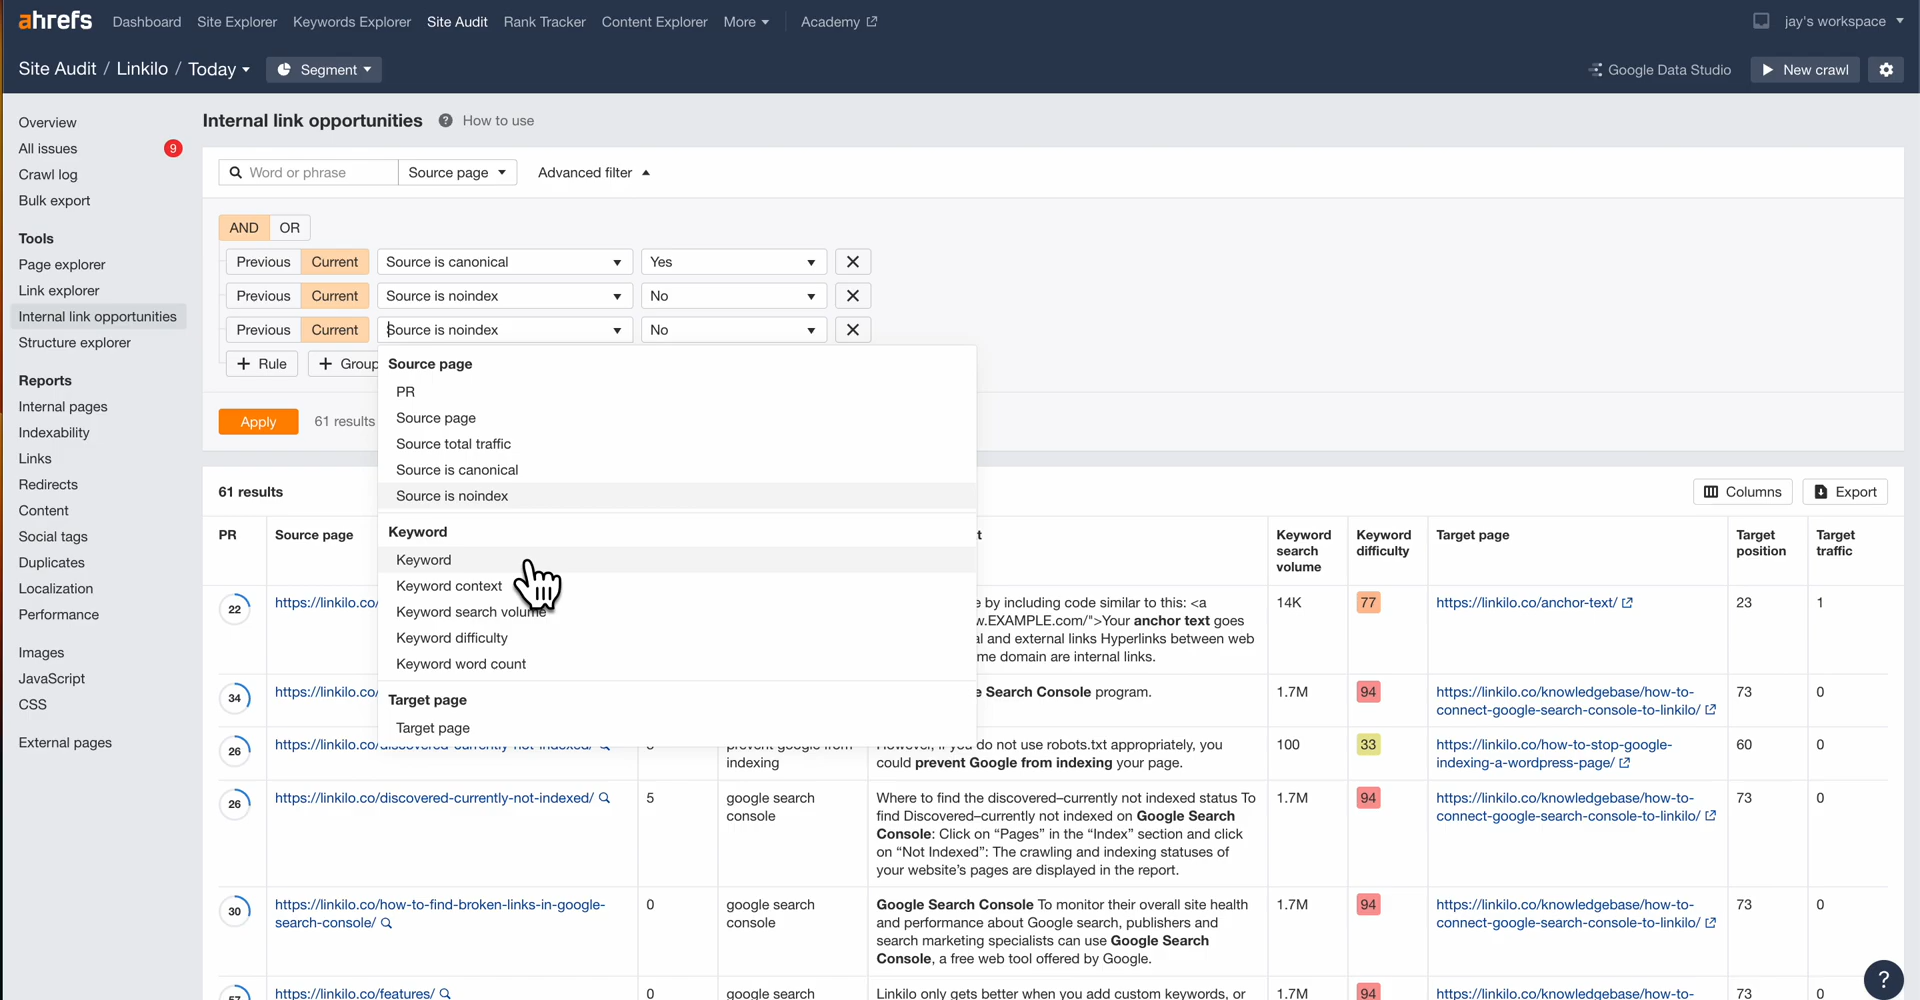 ahrefs Dashboard Site Explorer Keywords Explorer Site Audit Rank Tracker Content Explorer More Academy jay's workspace
Site Audit / Linkilo / Today Segment Google Data Studio New crawl
Overview
All issues 9
Crawl log
Bulk export
Tools
Page explorer
Link explorer
Internal link opportunities
Structure explorer
Reports
Internal pages
Indexability
Links
Redirects
Content
Social tags
Duplicates
Localization
Performance
Images
JavaScript
CSS
External pages
Internal link opportunities ? How to use
Word or phrase Source page Advanced filter
AND OR
Previous Current Source is canonical Yes
Previous Current Source is noindex No
Previous Current Source is noindex No
+ Rule + Group
Apply 61 results
Source page
PR
Source page
Source total traffic
Source is canonical
Source is noindex
Keyword
Keyword
Keyword context
Keyword search volume
Keyword difficulty
Keyword word count
Target page
Target page
61 results Columns Export
PR Source page t Keyword search volume Keyword difficulty Target page Target position Target traffic
22 https://linkilo.co/ e by including code similar to this: <a 14K 77 https://linkilo.co/anchor-text/ 23 1
w.EXAMPLE.com/">Your anchor text goes
al and external links Hyperlinks between web
me domain are internal links.
34 https://linkilo.co/ e Search Console program. 1.7M 94 https://linkilo.co/knowledgebase/how-to- 73 0
connect-google-search-console-to-linkilo/
26 https://linkilo.co/discovered-currently-not-indexed/ prevent google from However, if you do not use robots.txt appropriately, you 100 33 https://linkilo.co/how-to-stop-google- 60 0
indexing could prevent Google from indexing your page. indexing-a-wordpress-page/
26 https://linkilo.co/discovered-currently-not-indexed/ 5 google search Where to find the discovered–currently not indexed status To 1.7M 94 https://linkilo.co/knowledgebase/how-to- 73 0
console find Discovered–currently not indexed on Google Search connect-google-search-console-to-linkilo/
Console: Click on “Pages” in the “Index” section and click
on “Not Indexed”: The crawling and indexing statuses of
your website’s pages are displayed in the report.
30 https://linkilo.co/how-to-find-broken-links-in-google- 0 google search Google Search Console To monitor their overall site health 1.7M 94 https://linkilo.co/knowledgebase/how-to- 73 0
search-console/ console and performance about Google search, publishers and connect-google-search-console-to-linkilo/
search marketing specialists can use Google Search
Console, a free web tool offered by Google.
57 https://linkilo.co/features/ 0 google search Linkilo only gets better when you add custom keywords, or 1.7M 94 https://linkilo.co/knowledgebase/how-to- 73 0
?